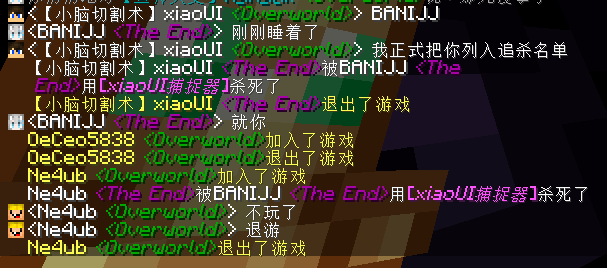 <【小脑切割术】xiaoUI <Overworld>> BANIJJ
<BANIJJ <The End>> 刚刚睡着了
<【小脑切割术】xiaoUI <Overworld>> 我正式把你列入追杀名单
【小脑切割术】xiaoUI <The End>被BANIJJ <The
End>用[xiaoUI捕捉器]杀死了
【小脑切割术】xiaoUI <The End>退出了游戏
<BANIJJ <The End>> 就你
OeCeo5838 <Overworld>加入了游戏
OeCeo5838 <Overworld>退出了游戏
Ne4ub <Overworld>加入了游戏
Ne4ub <The End>被BANIJJ <The End>用[xiaoUI捕捉器]杀死了
<Ne4ub <Overworld>> 不玩了
<Ne4ub <Overworld>> 退游
Ne4ub <Overworld>退出了游戏